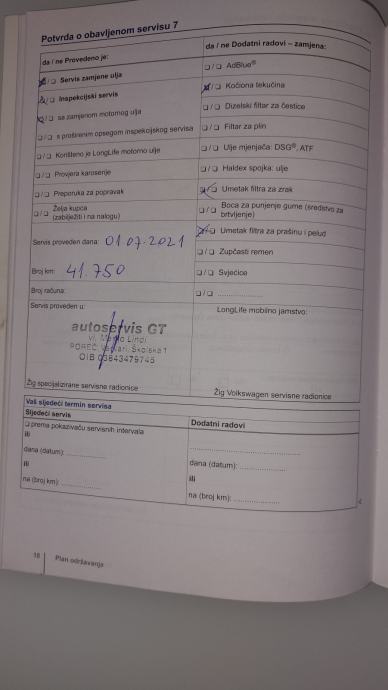 Potvrda o obavljenom servisu 7
da / ne Provedeno je:
☒/☐ Servis zamjene ulja
☒/☐ Inspekcijski servis
☒/☐ sa zamjenom motornog ulja
☐/☐ s proširenim opsegom inspekcijskog servisa
☐/☐ Korišteno je LongLife motorno ulje
☐/☐ Provjera karoserije
☐/☐ Preporuka za popravak
☐/☐ Želja kupca
(zabilježiti i na nalogu)
Servis proveden dana: 01.07.2021
Broj km: 41.750
Broj računa:
Servis proveden u:
autoservis GT
vl. Marko Lindi
POREČ, Školska 1
OIB 03643479745
Žig specijalizirane servisne radionice
da / ne Dodatni radovi – zamjena:
☐/☐ AdBlue®
☒/☐ Kočiona tekućina
☐/☐ Dizelski filtar za čestice
☐/☐ Filtar za plin
☐/☐ Ulje mjenjača: DSG®, ATF
☐/☐ Haldex spojka: ulje
☒/☐ Umetak filtra za zrak
☐/☐ Boca za punjenje gume (sredstvo za
brtvljenje)
☒/☐ Umetak filtra za prašinu i pelud
☐/☐ Zupčasti remen
☐/☐ Svjećice
☐/☐ ....................
LongLife mobilno jamstvo:
Žig Volkswagen servisne radionice
Vaš sljedeći termin servisa
Sljedeći servis
☐ prema pokazivaču servisnih intervala
ili
dana (datum): ....................
ili
na (broj km): ....................
Dodatni radovi
........................................
dana (datum): ....................
ili
na (broj km): ....................
18 Plan održavanja